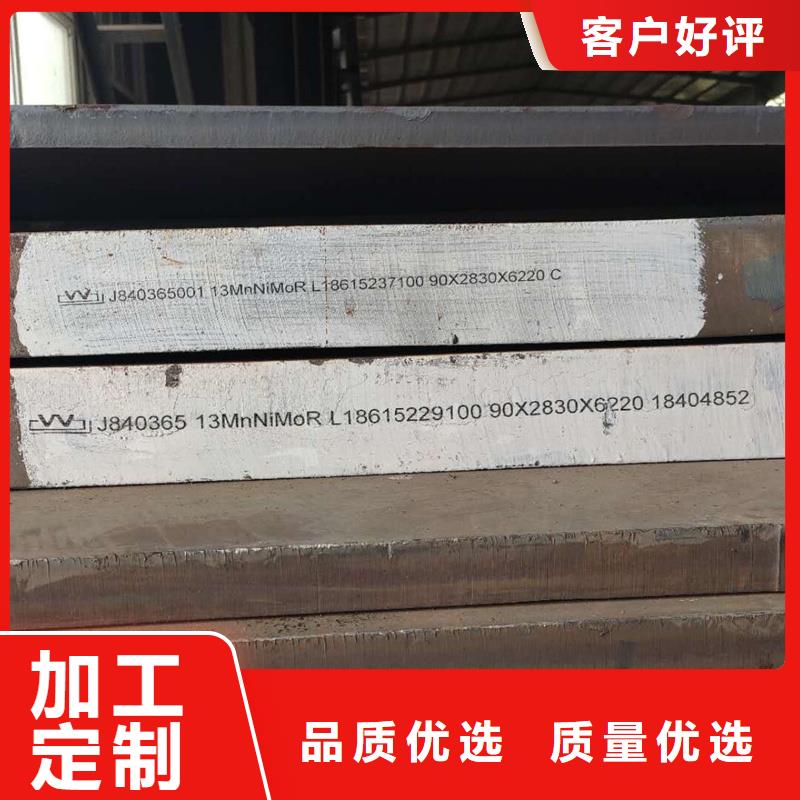 客户好评
J840365001 13MnNiMoR L18615237100 90X2830X6220 C
J840365 13MnNiMoR L18615229100 90X2830X6220 18404852
加工
定制
品质优选 质量优选